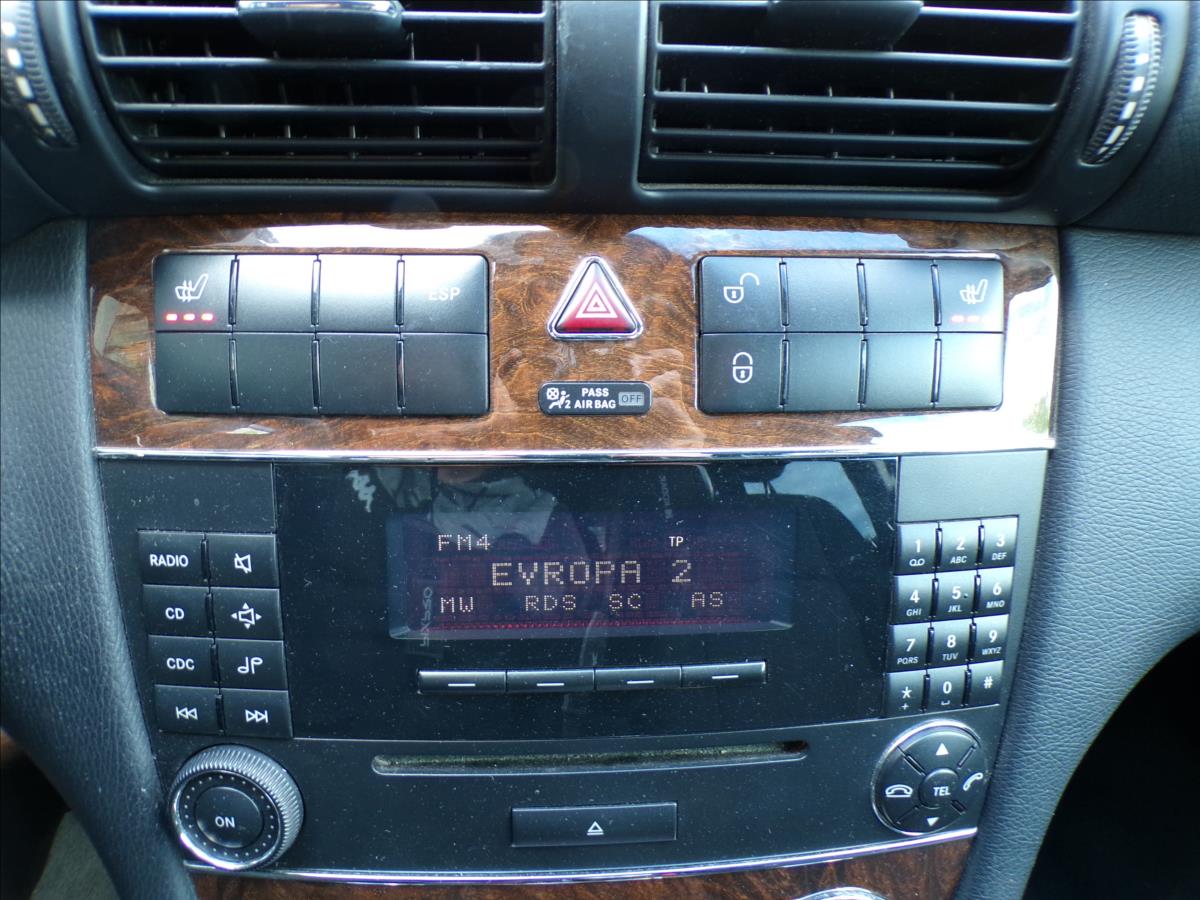 ESP
PASS
2 AIR BAG OFF
FM4 TP
EVROPA 2
MW RDS SC AS
RADIO
CD
CDC
ON
1
2 ABC
3 DEF
4 GHI
5 JKL
6 MNO
7 PQRS
8 TUV
9 WXYZ
* +
0
#
TEL